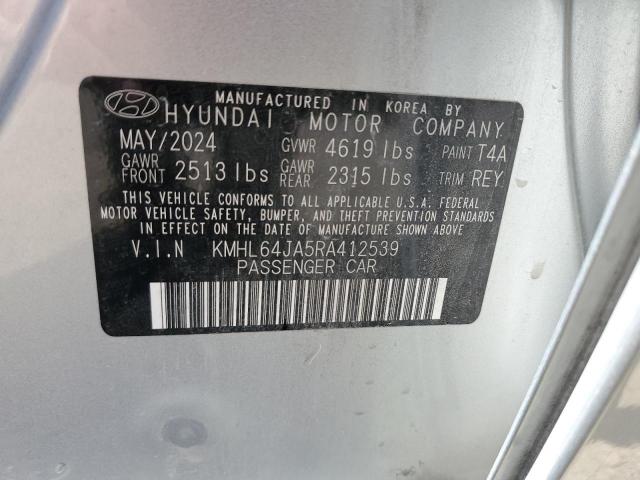 MANUFACTURED IN KOREA BY
HYUNDAI MOTOR COMPANY
MAY/2024 GVWR 4619 lbs PAINT T4A
GAWR FRONT 2513 lbs GAWR REAR 2315 lbs TRIM REY
THIS VEHICLE CONFORMS TO ALL APPLICABLE U.S.A. FEDERAL
MOTOR VEHICLE SAFETY, BUMPER, AND THEFT PREVENTION STANDARDS
IN EFFECT ON THE DATE OF MANUFACTURE SHOWN ABOVE
V.I.N KMHL64JA5RA412539
PASSENGER CAR